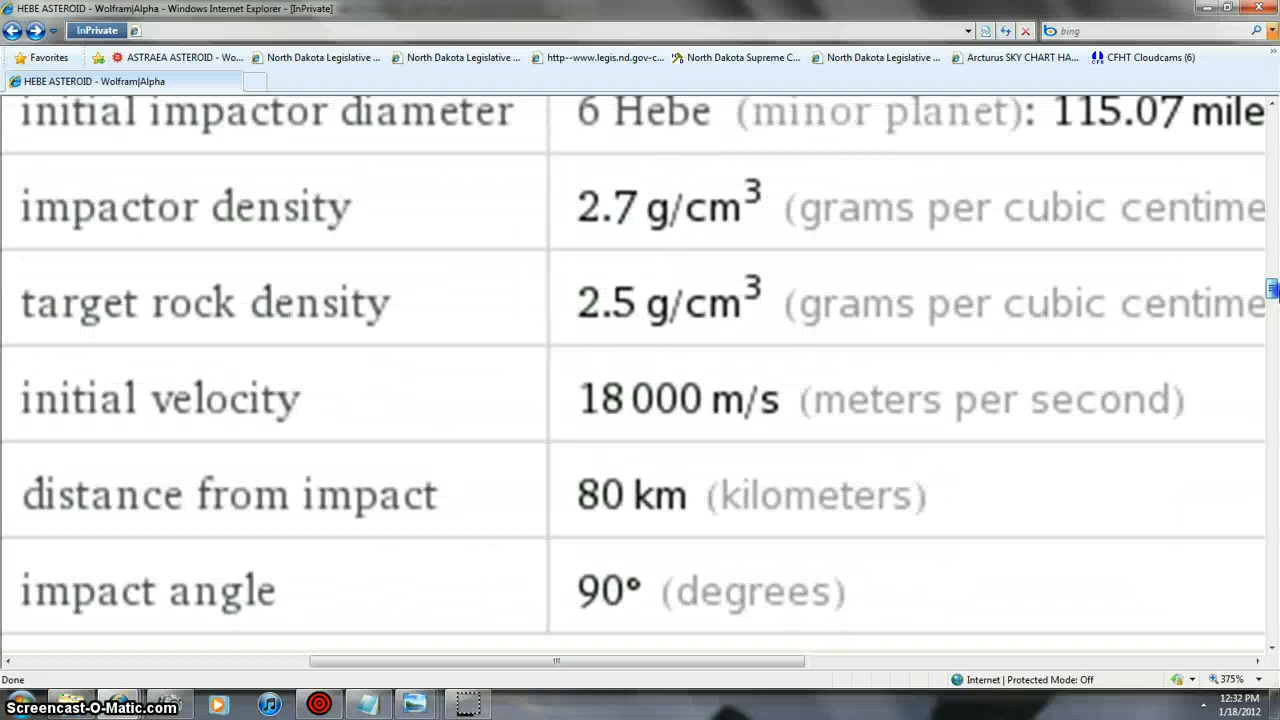 HEBE ASTEROID - Wolfram|Alpha - Windows Internet Explorer - [InPrivate]
InPrivate
bing
Favorites
ASTRAEA ASTEROID - Wo...
North Dakota Legislative ...
North Dakota Legislative ...
http--www.legis.nd.gov-c...
North Dakota Supreme C...
North Dakota Legislative ...
Arcturus SKY CHART HA...
CFHT Cloudcams (6)
HEBE ASTEROID - Wolfram|Alpha
initial impactor diameter 6 Hebe (minor planet): 115.07 mile
impactor density 2.7 g/cm³ (grams per cubic centime
target rock density 2.5 g/cm³ (grams per cubic centime
initial velocity 18 000 m/s (meters per second)
distance from impact 80 km (kilometers)
impact angle 90° (degrees)
Done
Internet | Protected Mode: Off
375%
Screencast-O-Matic.com
12:32 PM
1/18/2012